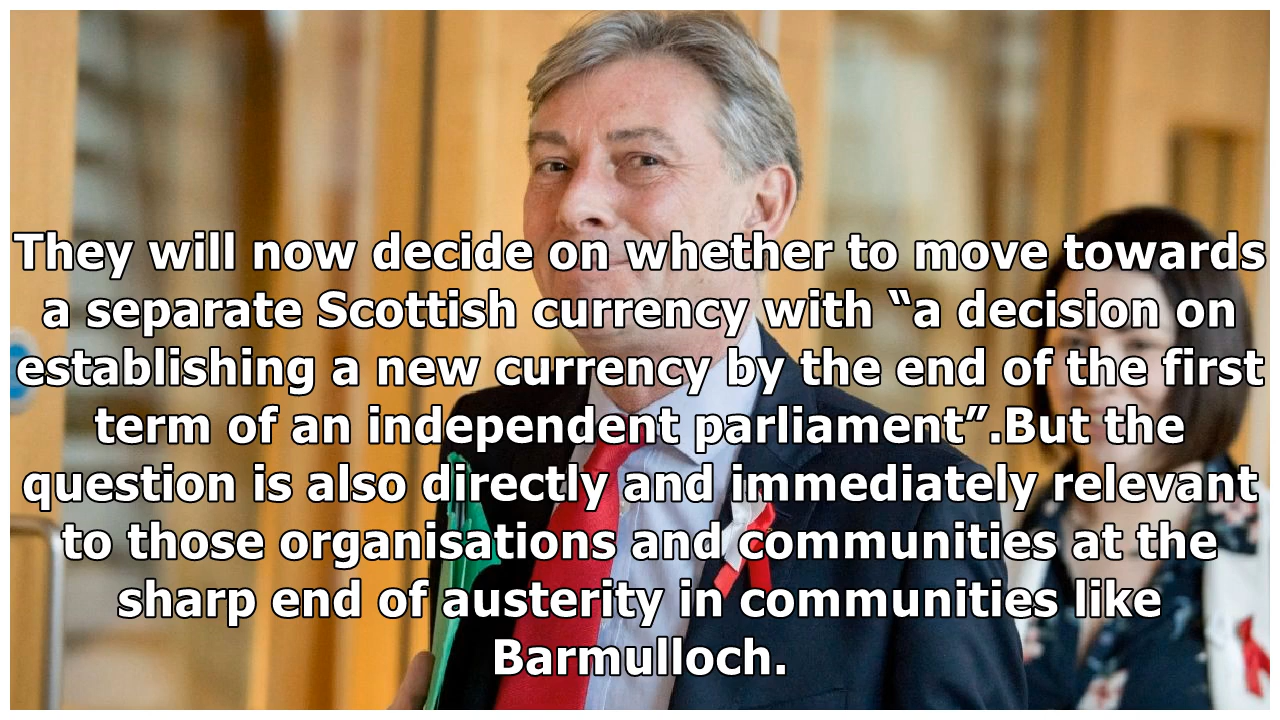 They will now decide on whether to move towards
a separate Scottish currency with “a decision on
establishing a new currency by the end of the first
term of an independent parliament”.But the
question is also directly and immediately relevant
to those organisations and communities at the
sharp end of austerity in communities like
Barmulloch.